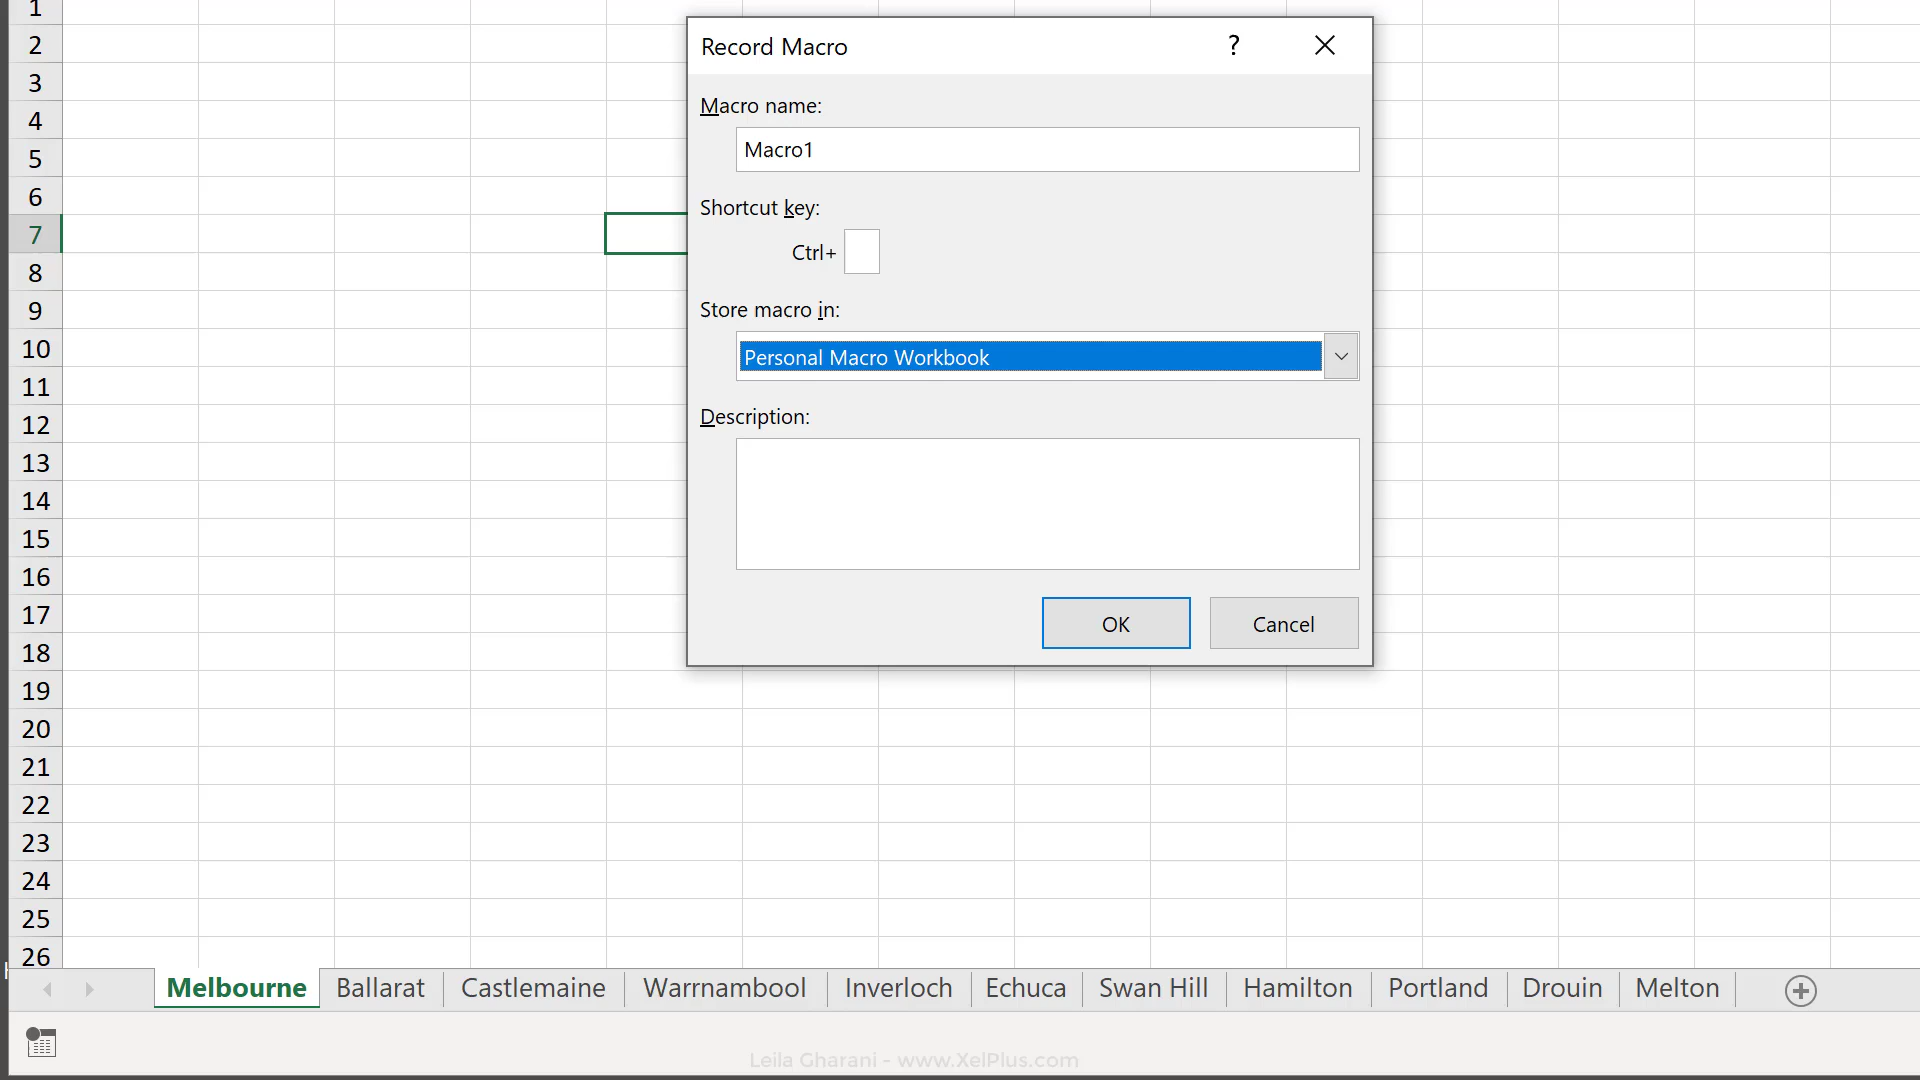 1
2
3
4
5
6
7
8
9
10
11
12
13
14
15
16
17
18
19
20
21
22
23
24
25
26
Record Macro ?
Macro name:
Macro1
Shortcut key:
Ctrl+
Store macro in:
Personal Macro Workbook
Description:
OK Cancel
Melbourne Ballarat Castlemaine Warrnambool Inverloch Echuca Swan Hill Hamilton Portland Drouin Melton
Leila Gharani - www.XelPlus.com